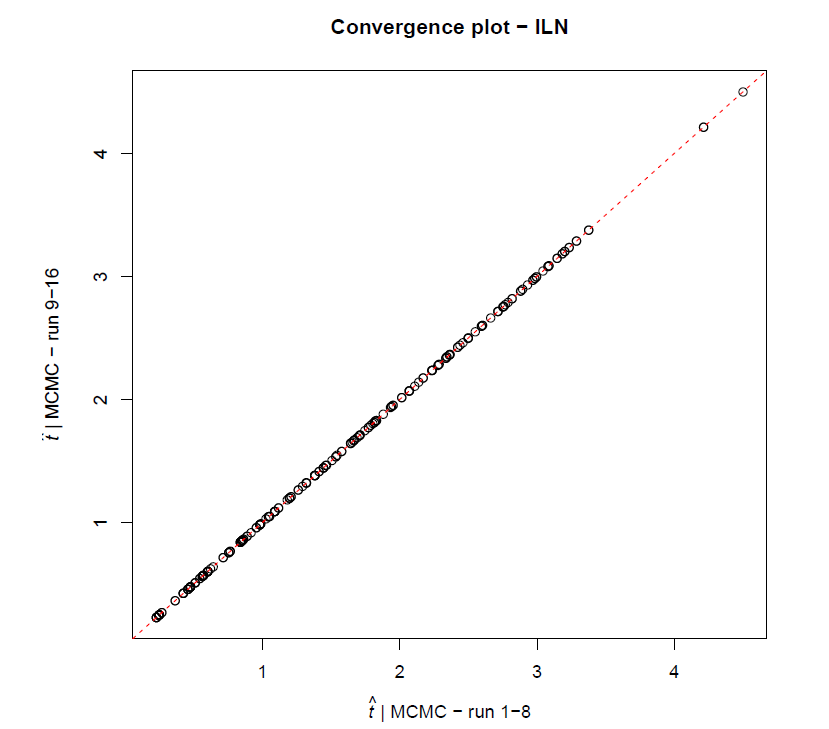 Convergence plot − ILN
ẗ | MCMC − run 9−16
4
3
2
1
1 2 3 4
t̂ | MCMC − run 1−8